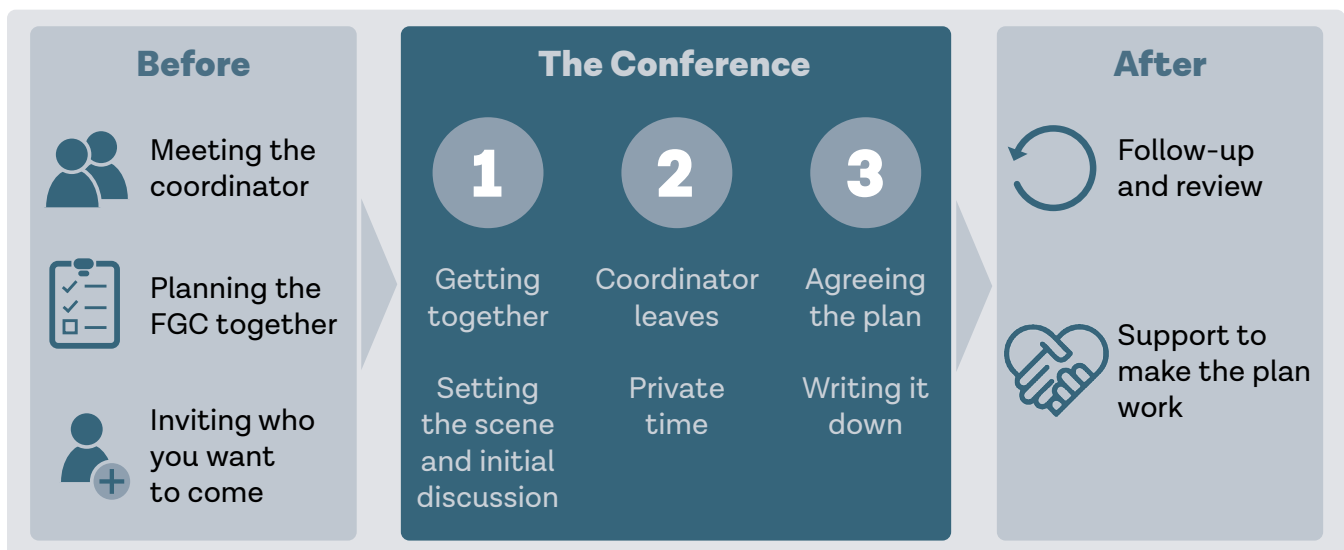 Before
Meeting the
coordinator
Planning the
FGC together
Inviting who
you want
to come
The Conference
1
Getting
together
Setting
the scene
and initial
discussion
2
Coordinator
leaves
Private
time
3
Agreeing
the plan
Writing it
down
After
Follow-up
and review
Support to
make the plan
work